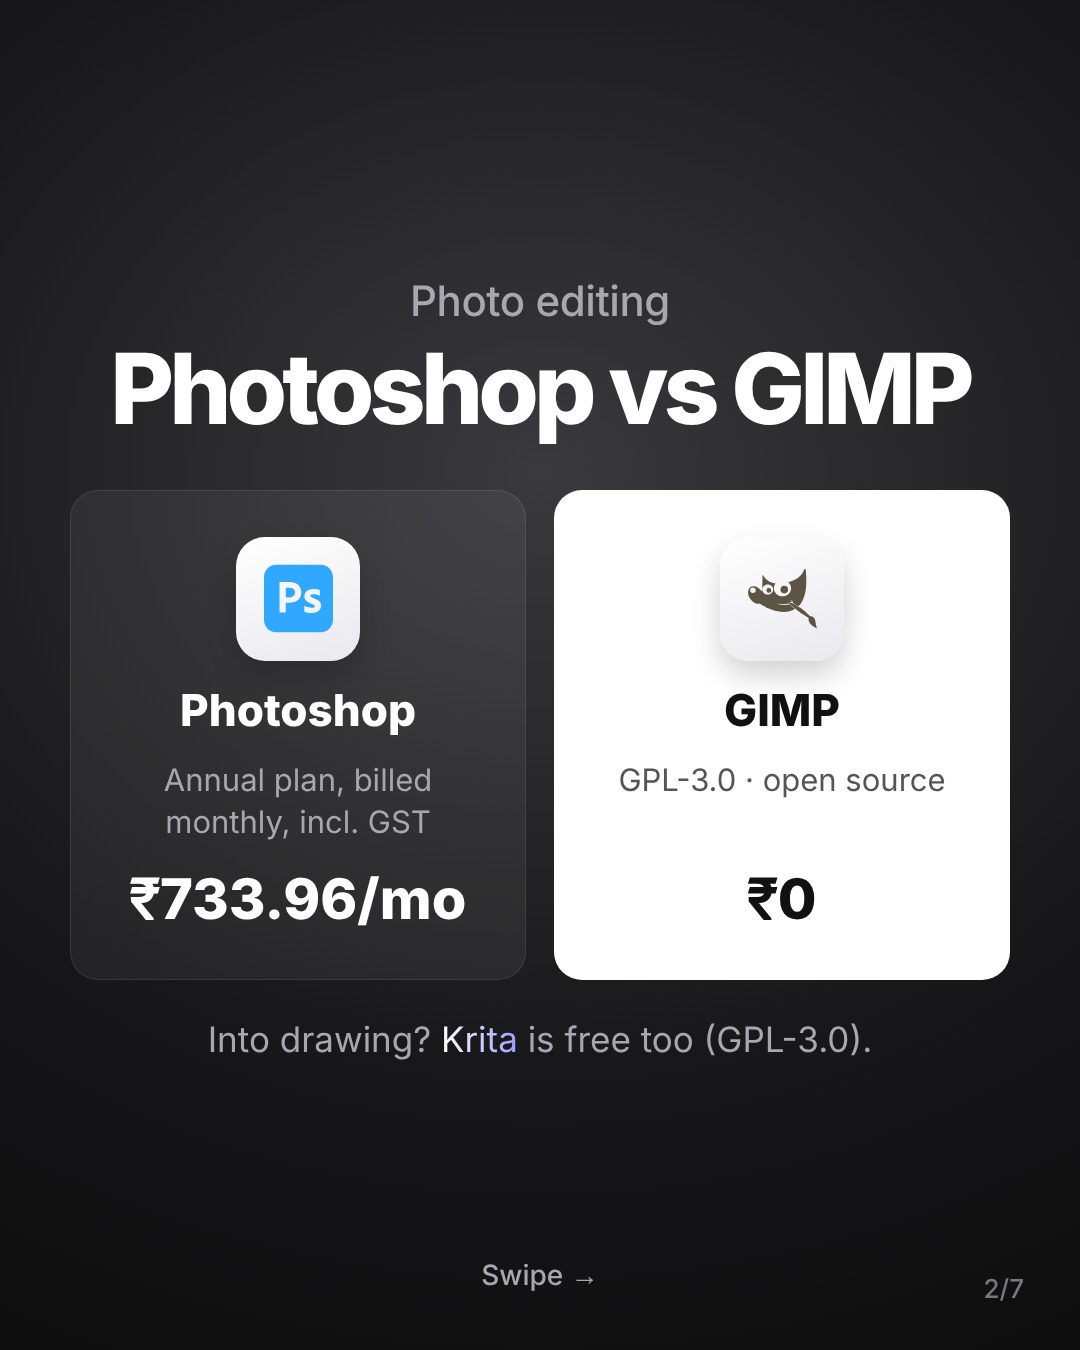 Photo editing
Photoshop vs GIMP
Ps
Photoshop
Annual plan, billed
monthly, incl. GST
₹733.96/mo
GIMP
GPL-3.0 · open source
₹0
Into drawing? Krita is free too (GPL-3.0).
Swipe →
2/7